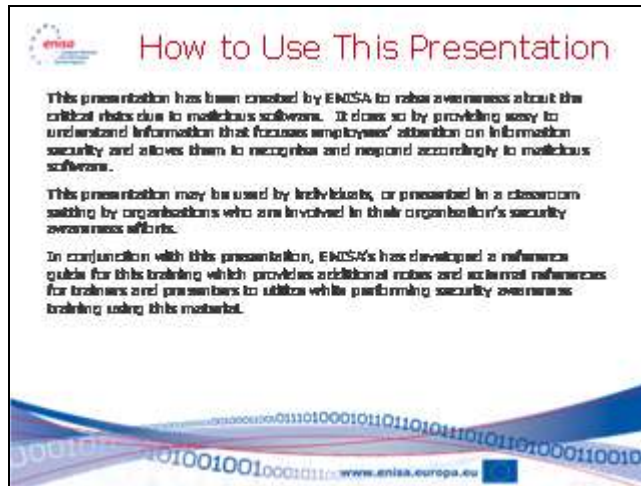 enisa
How to Use This Presentation
This presentation has been created by ENISA to raise awareness about the
critical risks due to malicious software. It does so by providing easy to
understand information that focuses employees' attention on information
security and allows them to recognise and respond accordingly to malicious
software.
This presentation may be used by individuals, or presented in a classroom
setting by organisations who are involved in their organisation's security
awareness efforts.
In conjunction with this presentation, ENISA's has developed a reference
guide for this training which provides additional notes and external references
for trainers and presenters to utilize while performing security awareness
training using this material.
www.enisa.europa.eu